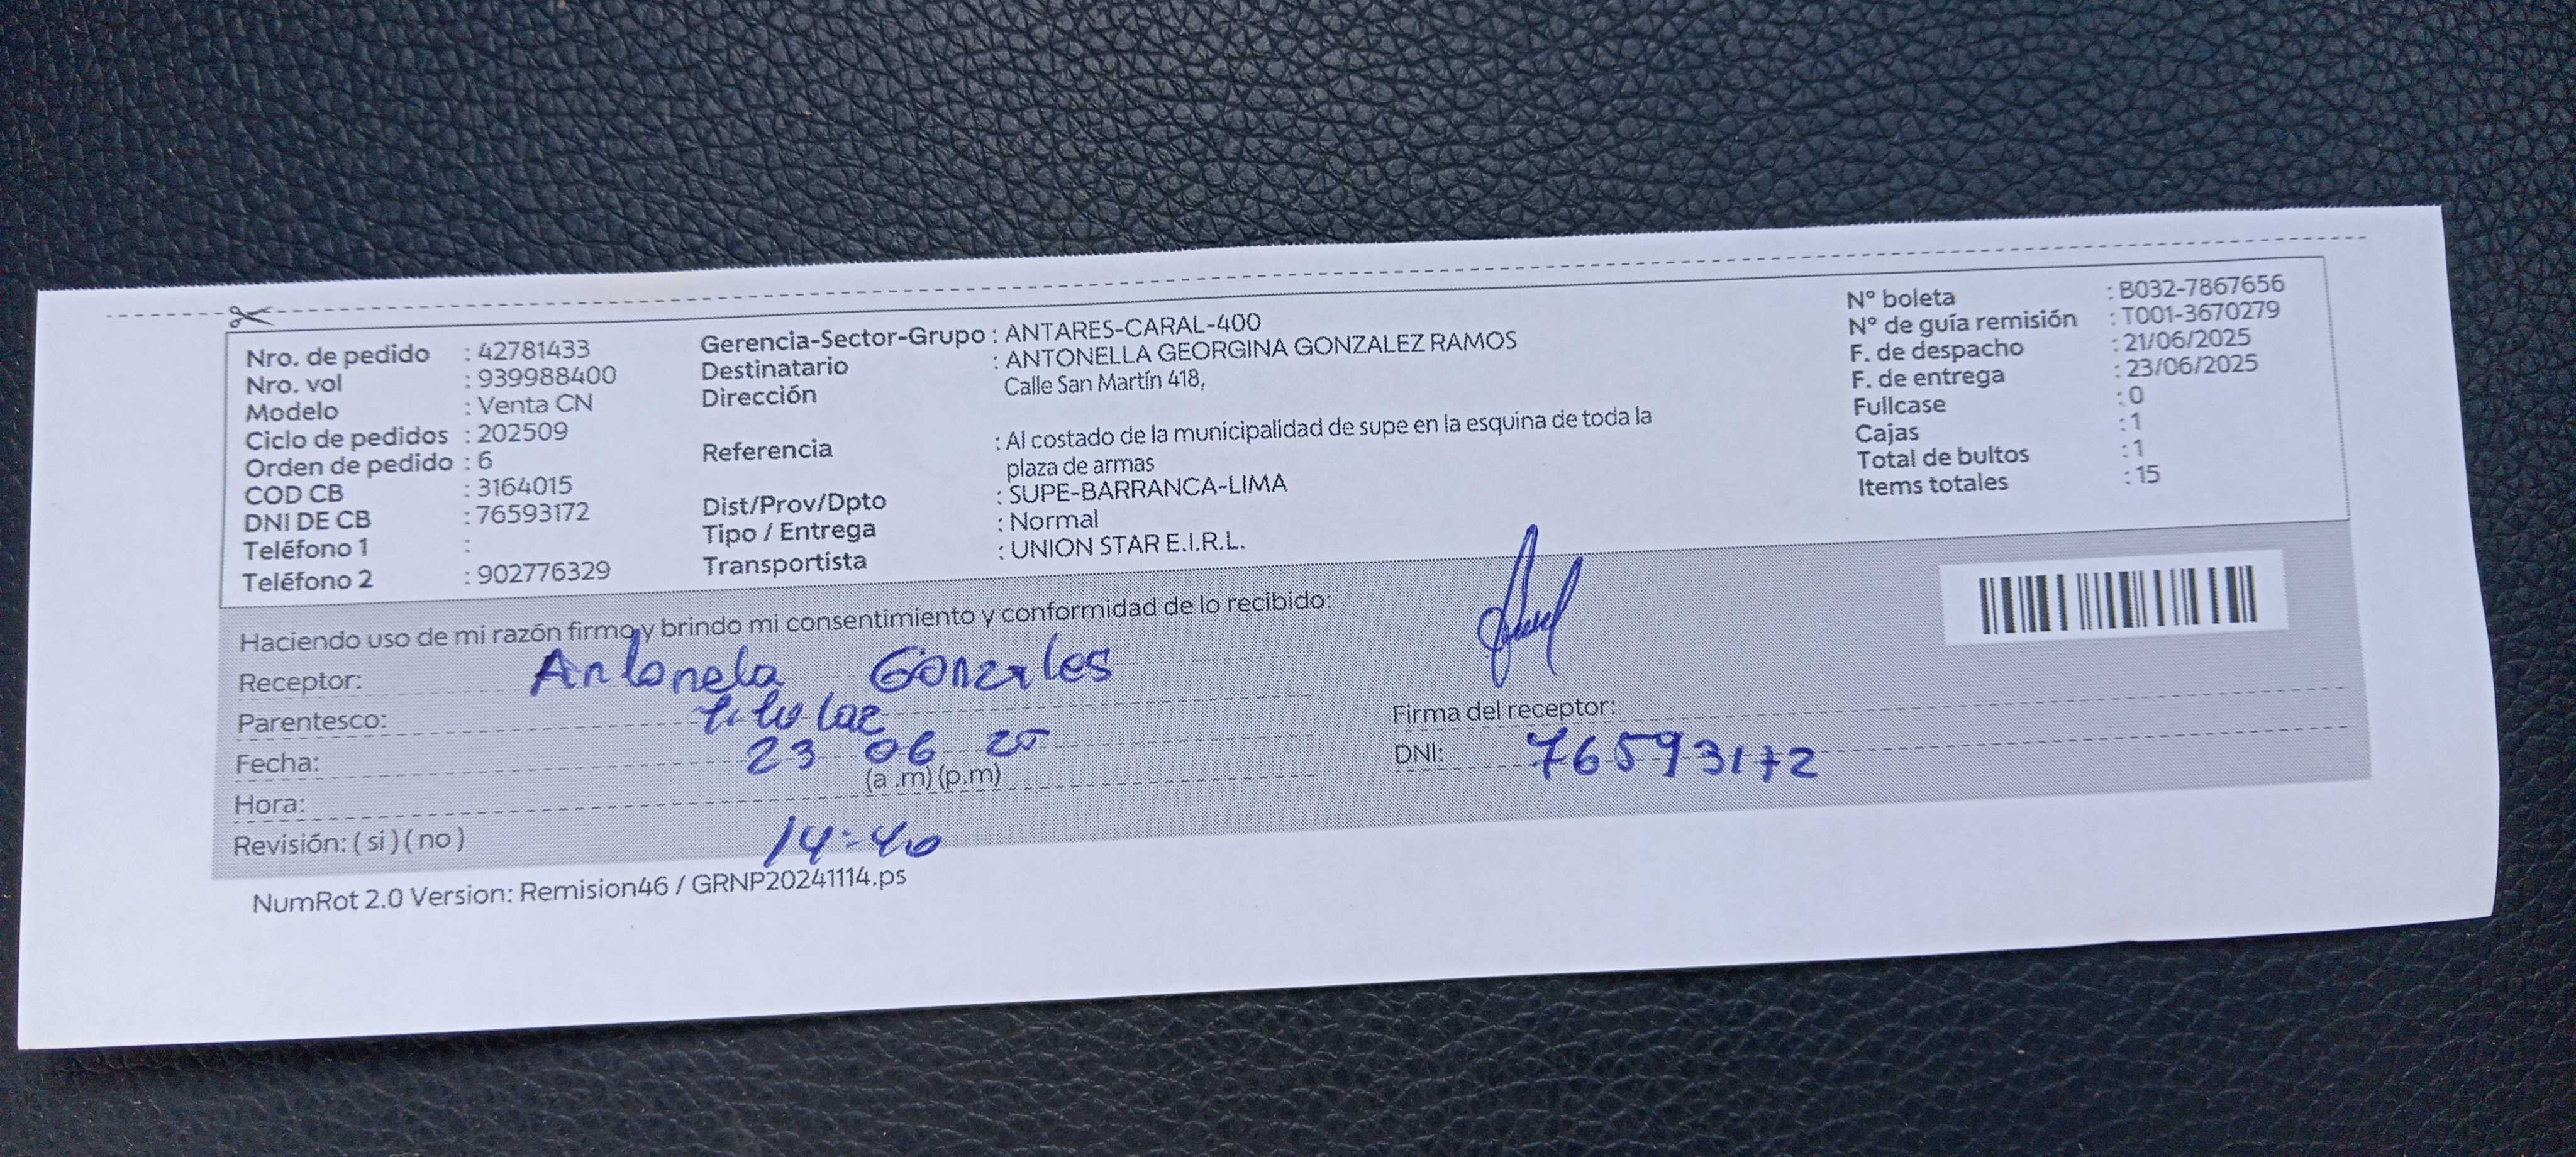 Nro. de pedido : 42781433
Nro. vol : 939988400
Modelo : Venta CN
Ciclo de pedidos : 202509
Orden de pedido : 6
COD CB : 3164015
DNI DE CB : 76593172
Teléfono 1 :
Teléfono 2 : 902776329
Gerencia-Sector-Grupo : ANTARES-CARAL-400
Destinatario : ANTONELLA GEORGINA GONZALEZ RAMOS
Dirección Calle San Martín 418,
Referencia : Al costado de la municipalidad de supe en la esquina de toda la
plaza de armas
Dist/Prov/Dpto : SUPE-BARRANCA-LIMA
Tipo / Entrega : Normal
Transportista : UNION STAR E.I.R.L.
N° boleta : B032-7867656
N° de guía remisión : T001-3670279
F. de despacho : 21/06/2025
F. de entrega : 23/06/2025
Fullcase : 0
Cajas : 1
Total de bultos : 1
Items totales : 15
Haciendo uso de mi razón firmo y brindo mi consentimiento y conformidad de lo recibido:
Receptor: Antonela Gonzales
Parentesco: titular
Fecha: 23 06 25
Hora: (a .m) (p.m)
Revisión: ( si ) ( no ) 14:40
Firma del receptor:
DNI: 76593172
NumRot 2.0 Version: Remision46 / GRNP20241114.ps